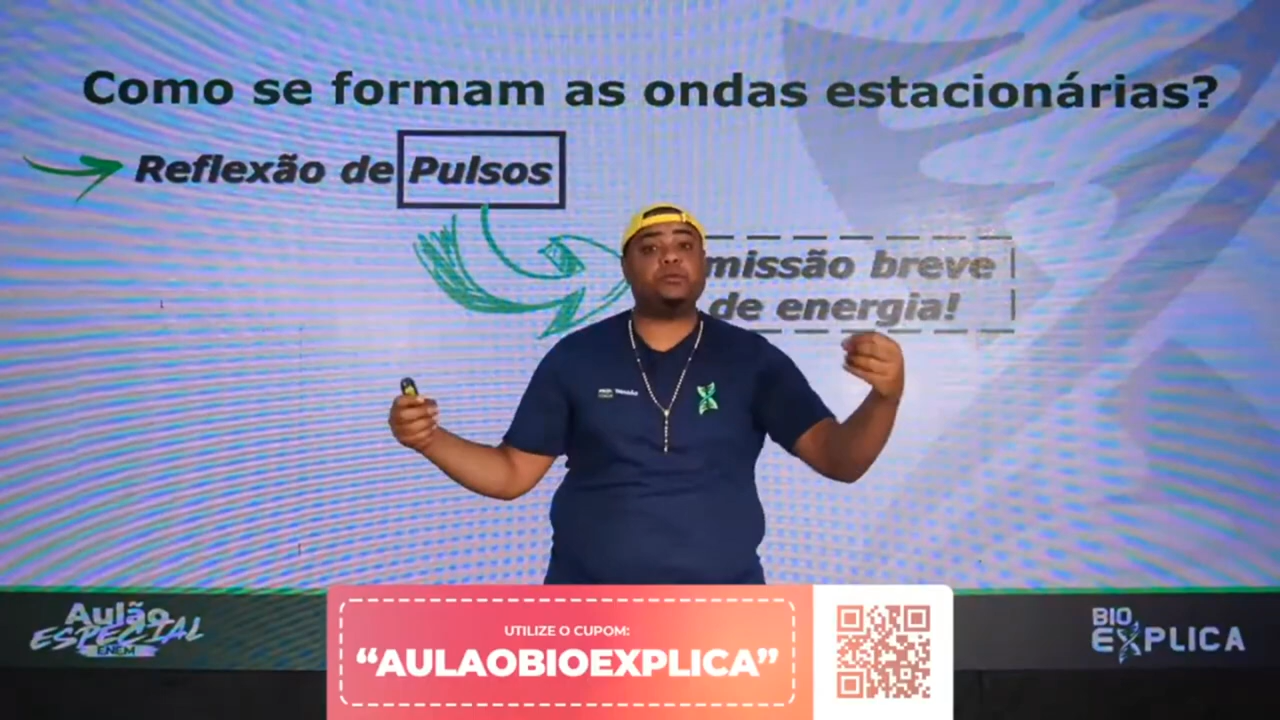 Como se formam as ondas estacionárias?
Reflexão de Pulsos
missão breve
de energia!
Aulão
ESPECIAL
ENEM
UTILIZE O CUPOM:
“AULAOBIOEXPLICA”
BIO
EXPLICA